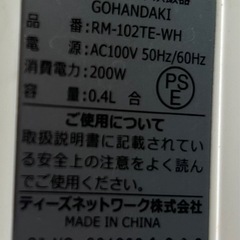 GOHANDAKI
品番:RM-102TE-WH
電 源:AC100V 50Hz/60Hz
消費電力:200W
容 量:0.4L 合
PS
E
ご使用について
取扱説明書に記載されている
安全上の注意をよく読んで
ご使用ください
ティーズネットワーク株式会社
MADE IN CHINA